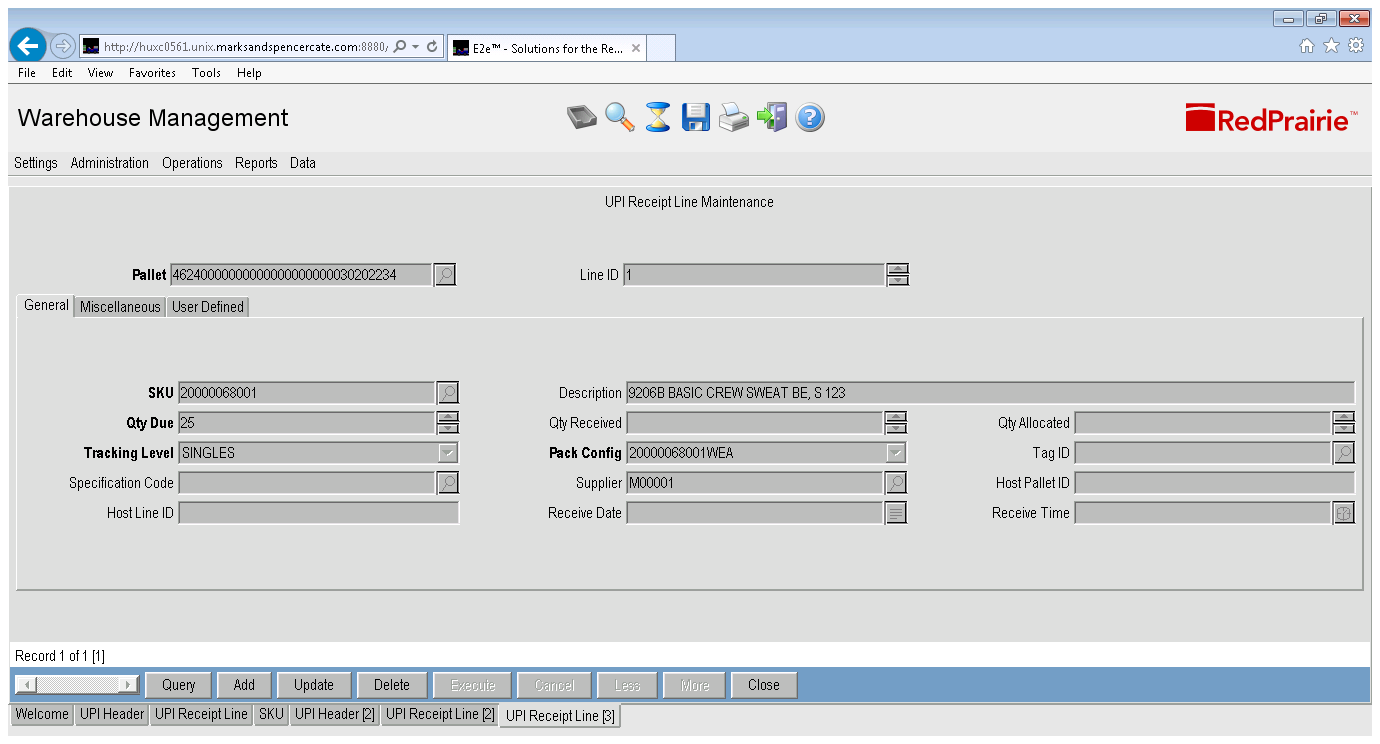 http://huxc0561.unix.marksandspencercate.com:8880/
E2e™ - Solutions for the Re...
File Edit View Favorites Tools Help
Warehouse Management
RedPrairie™
Settings Administration Operations Reports Data
UPI Receipt Line Maintenance
Line ID 1
General Miscellaneous User Defined
SKU 20000068001
Description 9206B BASIC CREW SWEAT BE, S 123
Qty Due 25
Qty Received
Qty Allocated
Tracking Level SINGLES
Pack Config 20000068001WEA
Tag ID
Specification Code
Supplier M00001
Host Pallet ID
Host Line ID
Receive Date
Receive Time
Record 1 of 1 [1]
Query Add Update Delete Execute Cancel Less More Close
Welcome UPI Header UPI Receipt Line SKU UPI Header [2] UPI Receipt Line [2] UPI Receipt Line [3]